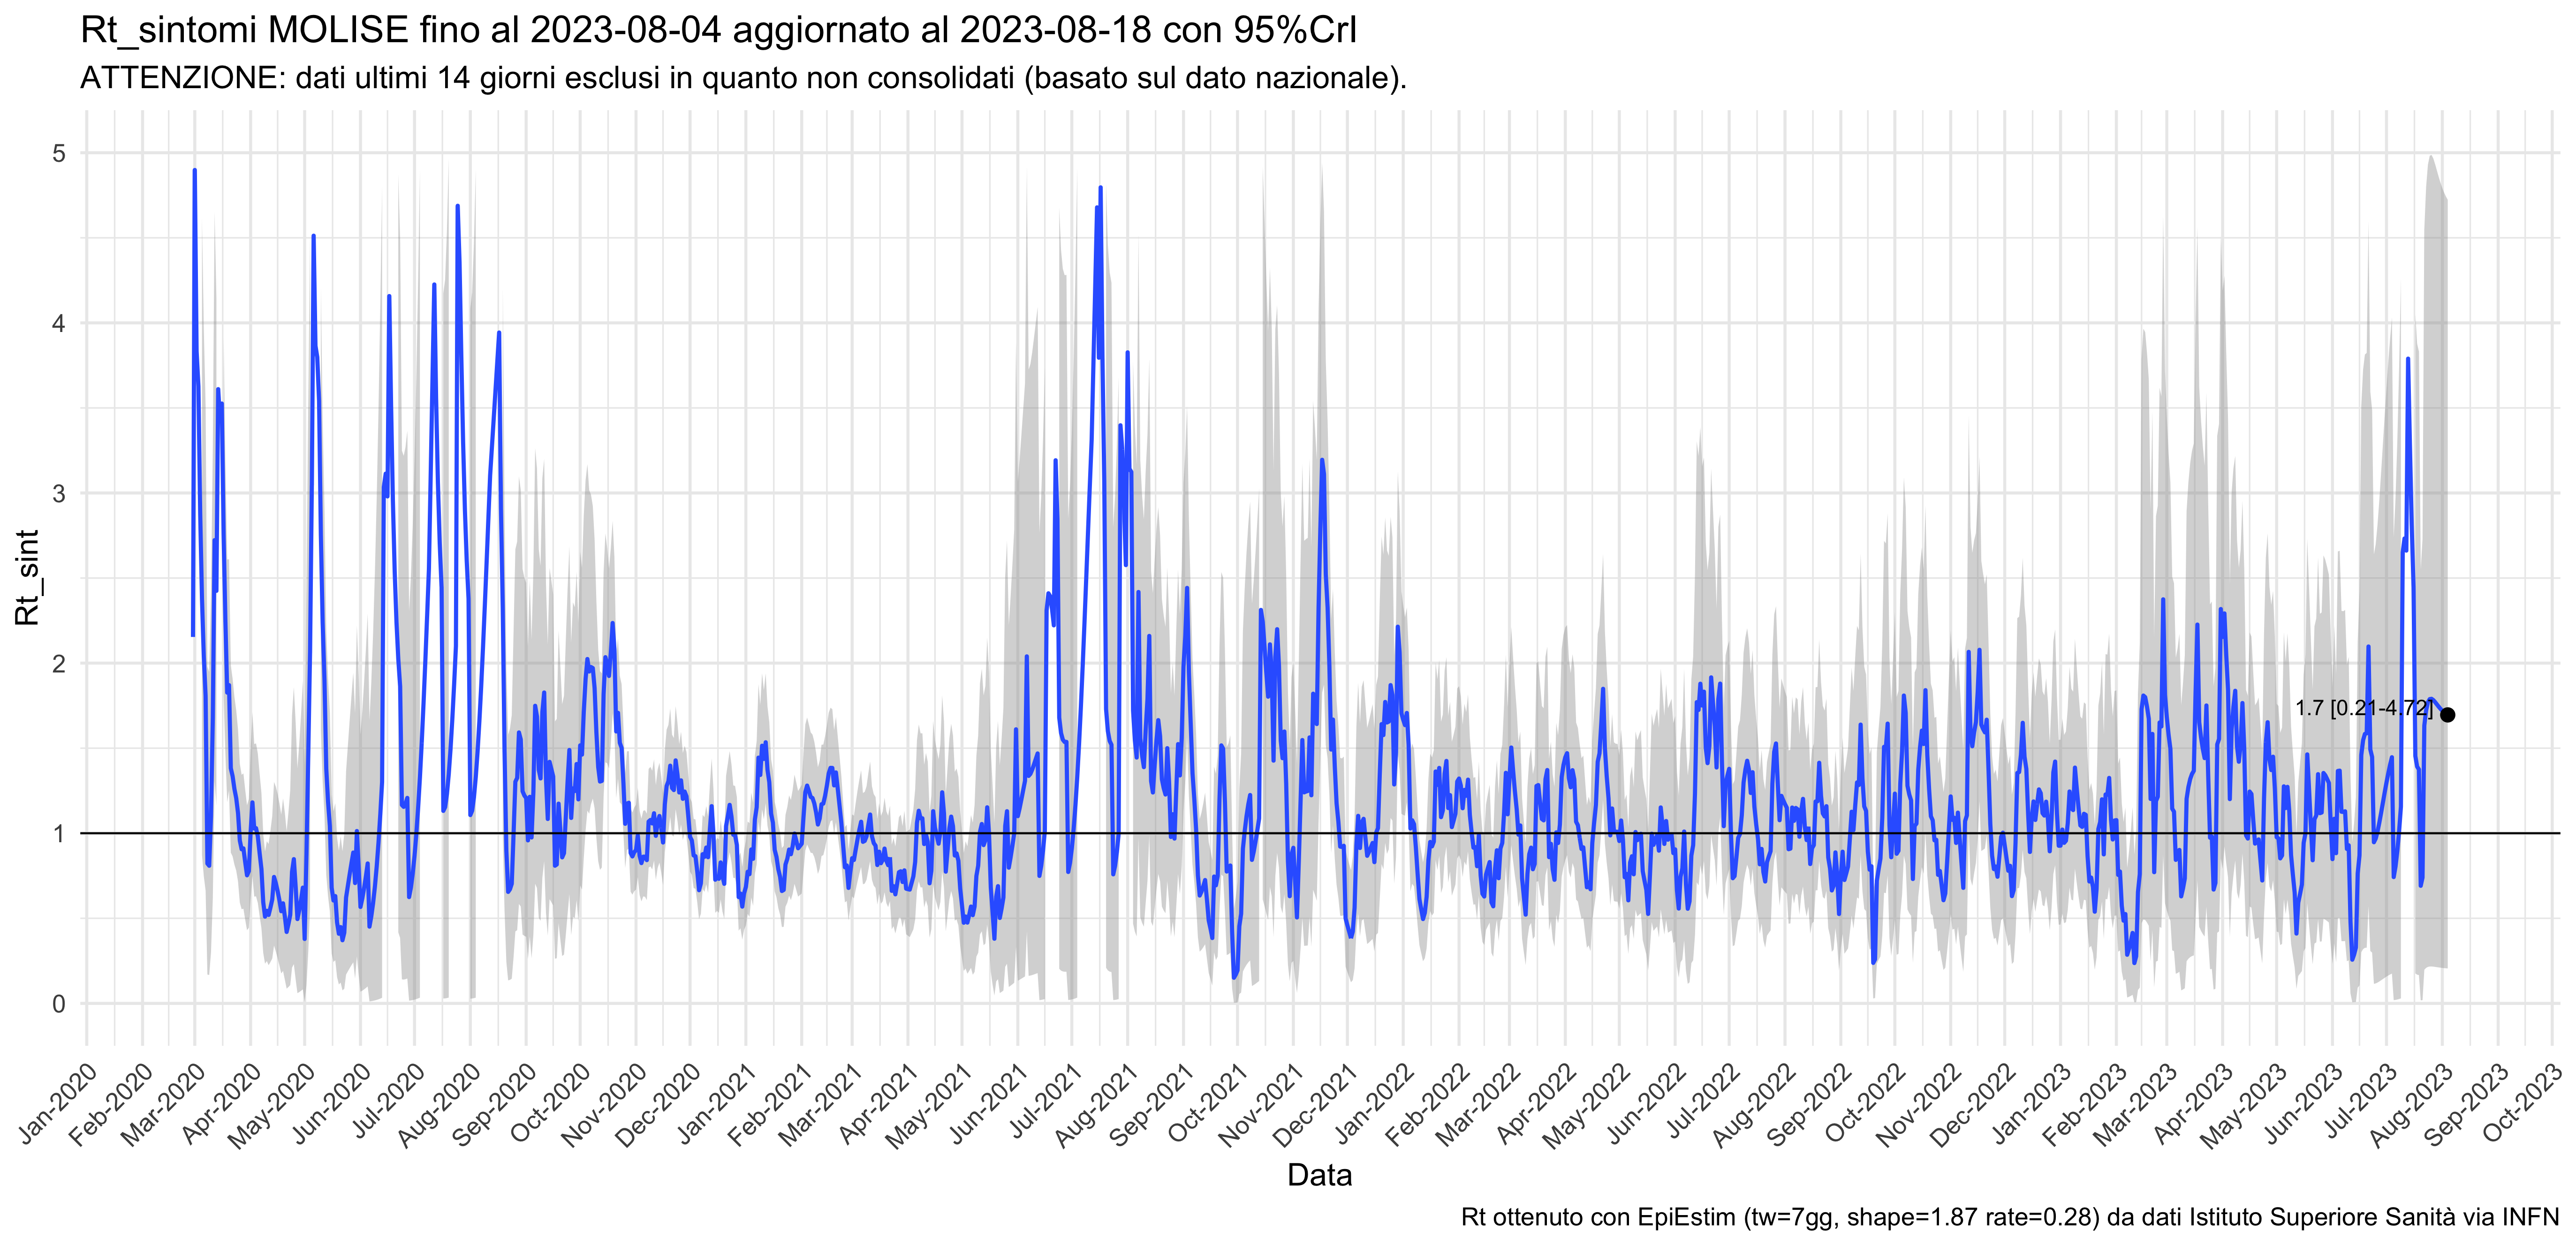 Rt_sintomi MOLISE fino al 2023-08-04 aggiornato al 2023-08-18 con 95%CrI
ATTENZIONE: dati ultimi 14 giorni esclusi in quanto non consolidati (basato sul dato nazionale).
5
4
3
2
1
0
Rt_sint
1.7 [0.21-4.72]
Jan-2020
Feb-2020
Mar-2020
Apr-2020
May-2020
Jun-2020
Jul-2020
Aug-2020
Sep-2020
Oct-2020
Nov-2020
Dec-2020
Jan-2021
Feb-2021
Mar-2021
Apr-2021
May-2021
Jun-2021
Jul-2021
Aug-2021
Sep-2021
Oct-2021
Nov-2021
Dec-2021
Jan-2022
Feb-2022
Mar-2022
Apr-2022
May-2022
Jun-2022
Jul-2022
Aug-2022
Sep-2022
Oct-2022
Nov-2022
Dec-2022
Jan-2023
Feb-2023
Mar-2023
Apr-2023
May-2023
Jun-2023
Jul-2023
Aug-2023
Sep-2023
Oct-2023
Data
Rt ottenuto con EpiEstim (tw=7gg, shape=1.87 rate=0.28) da dati Istituto Superiore Sanità via INFN